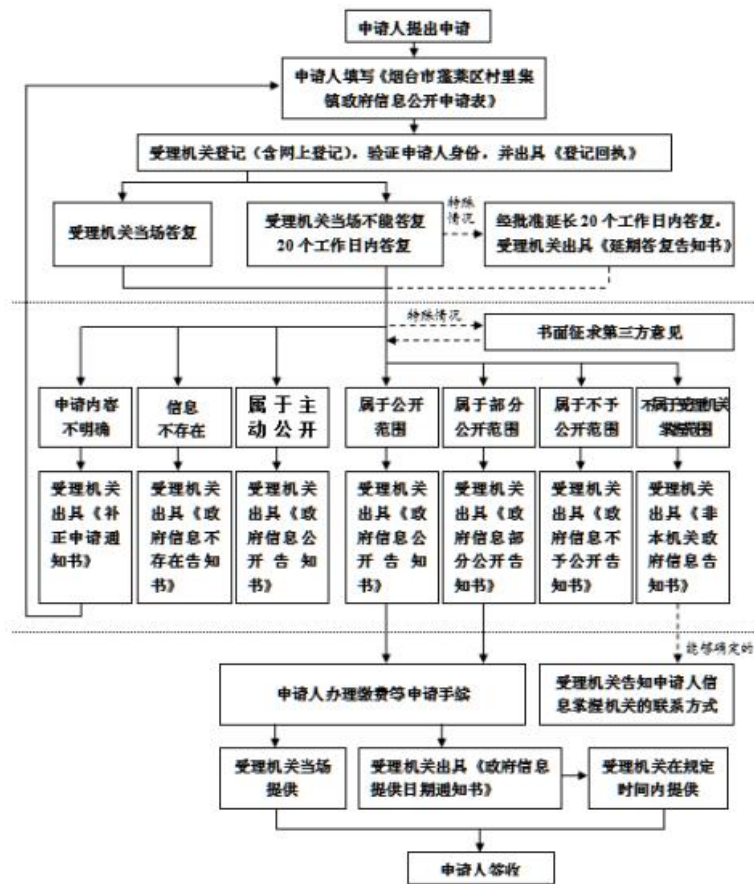 申请人提出申请
申请人填写《烟台市蓬莱区村里集
镇政府信息公开申请表》
受理机关登记（含网上登记），验证申请人身份，并出具《登记回执》
受理机关当场答复
受理机关当场不能答复
20个工作日内答复
特殊
情况
经批准延长20个工作日内答复，
受理机关出具《延期答复告知书》
特殊情况
书面征求第三方意见
申请内容
不明确
信息
不存在
属于主
动公开
属于公开
范围
属于部分
公开范围
属于不予
公开范围
受理机关
出具《补
正申请通
知书》
受理机关
出具《政
府信息不
存在告知
书》
受理机关
出具《政
府信息公
开告知
书》
受理机关
出具《政
府信息公
开告知
书》
受理机关
出具《政
府信息部
分公开告
知书》
受理机关
出具《政
府信息不
予公开告
知书》
受理机关
出具《非
本机关政
府信息告
知书》
能够确定的
申请人办理缴费等申请手续
受理机关告知申请人信
息掌握机关的联系方式
受理机关当场
提供
受理机关出具《政府信息
提供日期通知书》
受理机关在规定
时间内提供
申请人签收